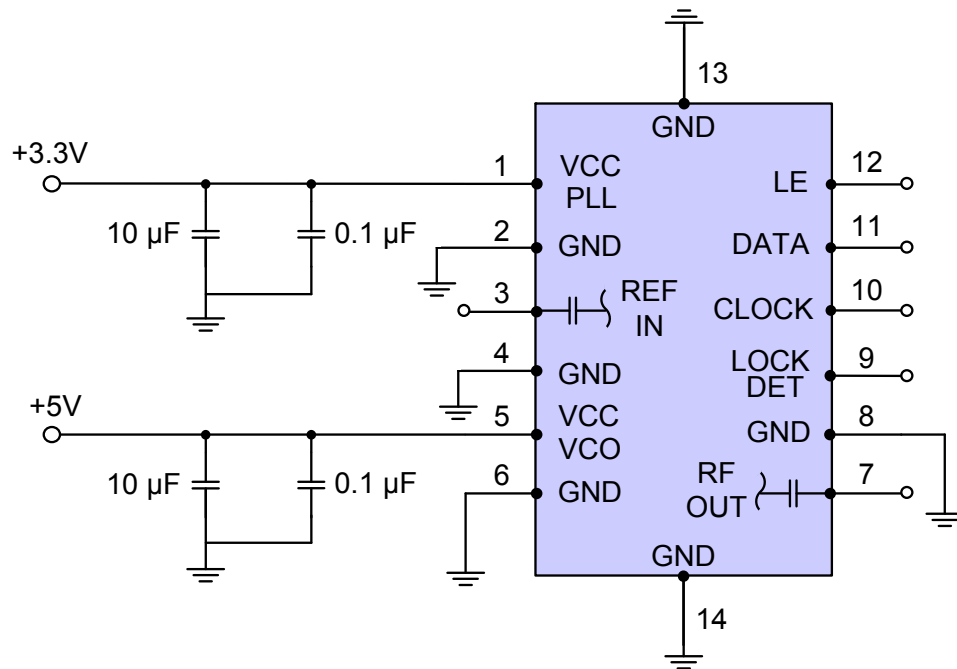 13
GND
+3.3V
1
VCC
PLL
12
LE
10 µF
0.1 µF
2
GND
11
DATA
3
REF
IN
10
CLOCK
4
GND
9
LOCK
DET
+5V
5
VCC
VCO
8
GND
10 µF
0.1 µF
6
GND
7
RF
OUT
GND
14